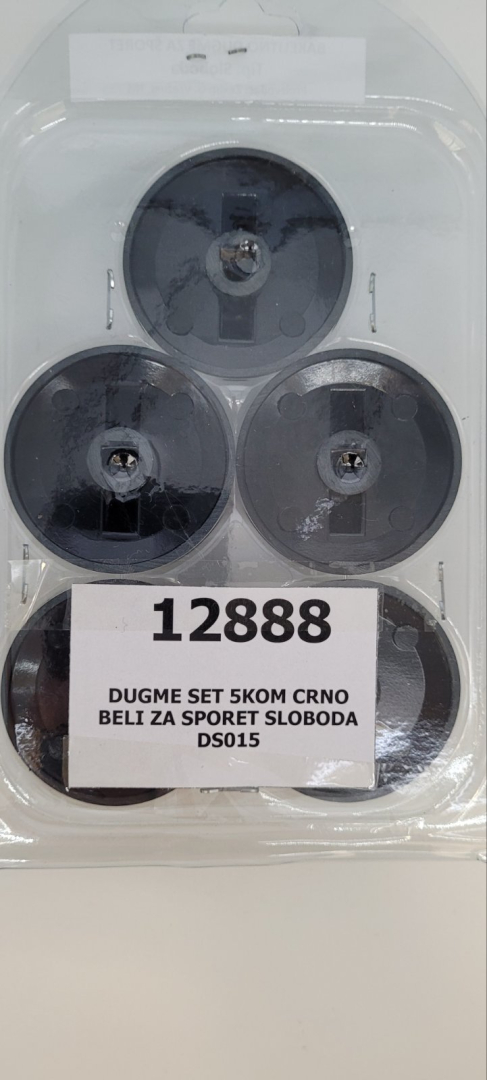 12888
DUGME SET 5KOM CRNO
BELI ZA SPORET SLOBODA
DS015